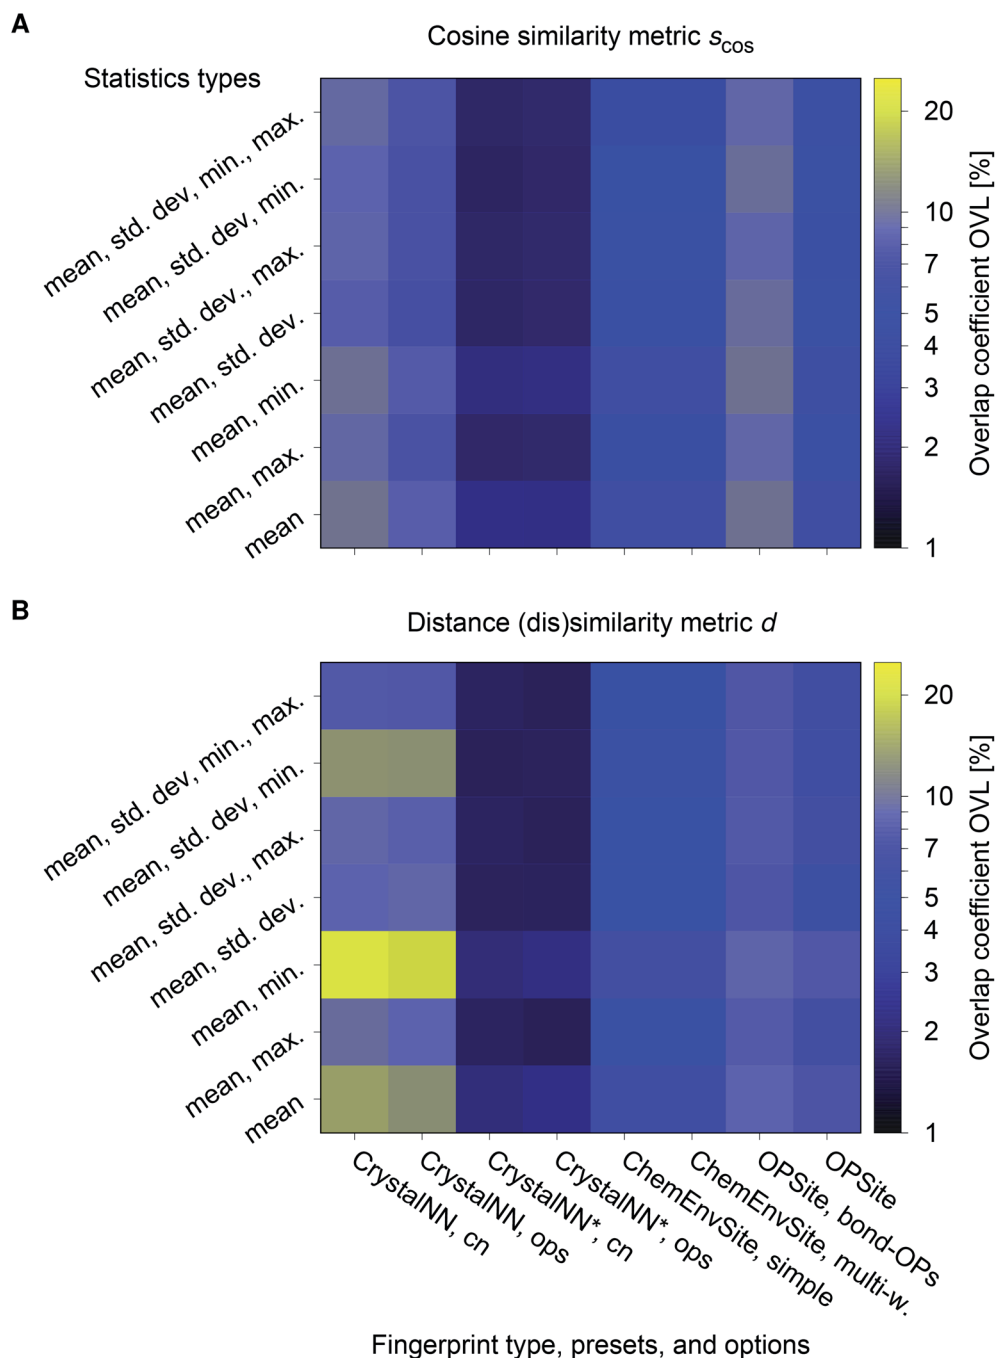 A
Cosine similarity metric s_cos
Statistics types
mean, std. dev, min., max.
mean, std. dev, min.
mean, std. dev., max.
mean, std. dev.
mean, min.
mean, max.
mean
20
10
7
5
4
3
2
1
Overlap coefficient OVL [%]
B
Distance (dis)similarity metric d
mean, std. dev, min., max.
mean, std. dev, min.
mean, std. dev., max.
mean, std. dev.
mean, min.
mean, max.
mean
20
10
7
5
4
3
2
1
Overlap coefficient OVL [%]
CrystalNN, cn
CrystalNN, ops
CrystalNN*, cn
CrystalNN*, ops
ChemEnvSite, simple
ChemEnvSite, multi-w.
OPSite, bond-OPs
OPSite
Fingerprint type, presets, and options